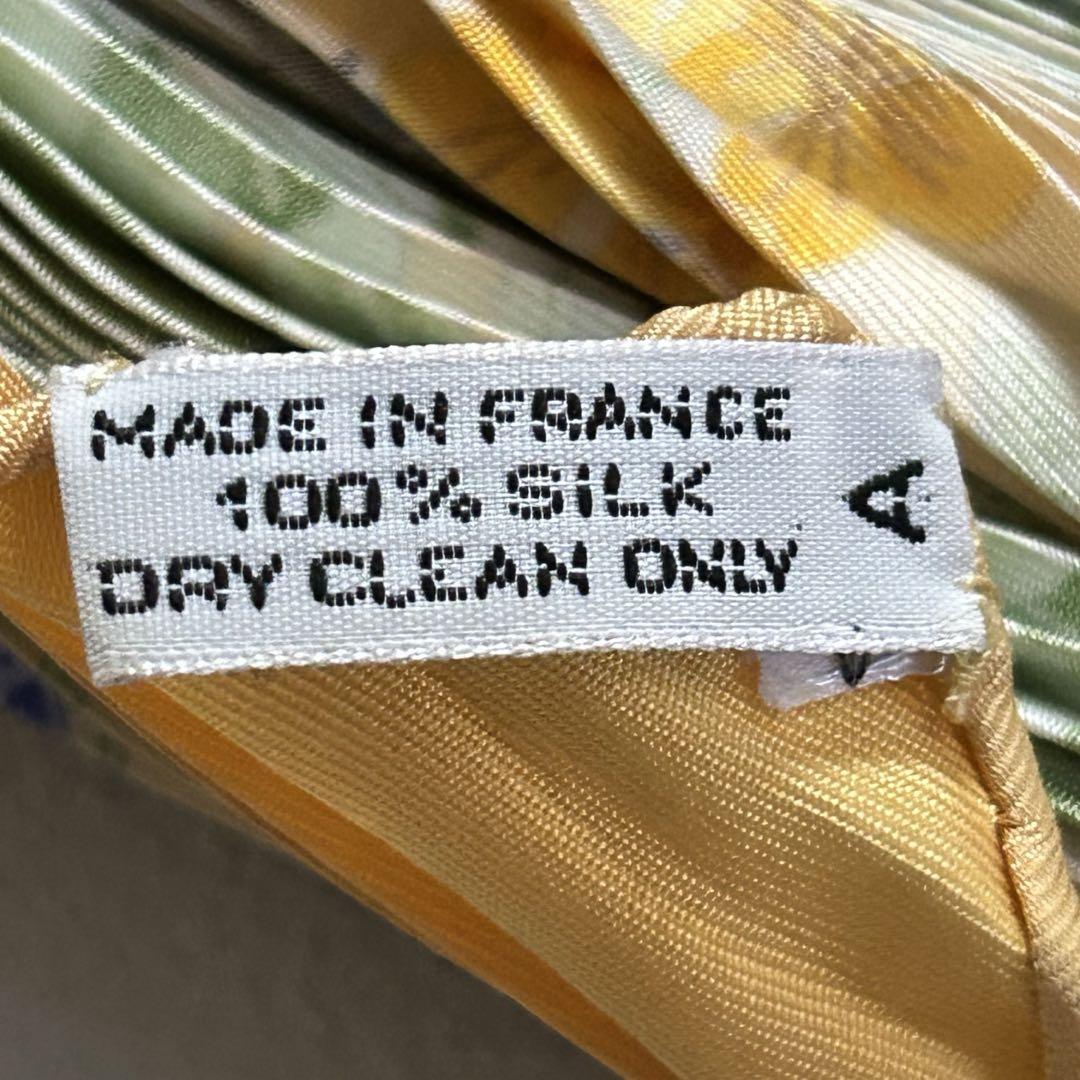 MADE IN FRANCE
100% SILK
DRY CLEAN ONLY
A